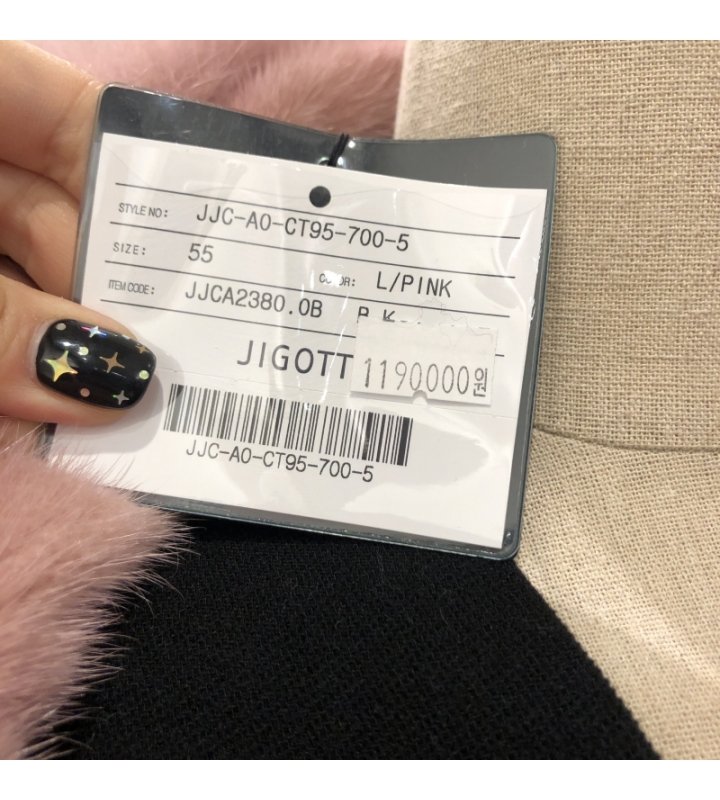 STYLE NO: JJC-A0-CT95-700-5
SIZE: 55 COLOR: L/PINK
ITEM CODE: JJCA2380.0B
JIGOTT
1190000원
JJC-A0-CT95-700-5